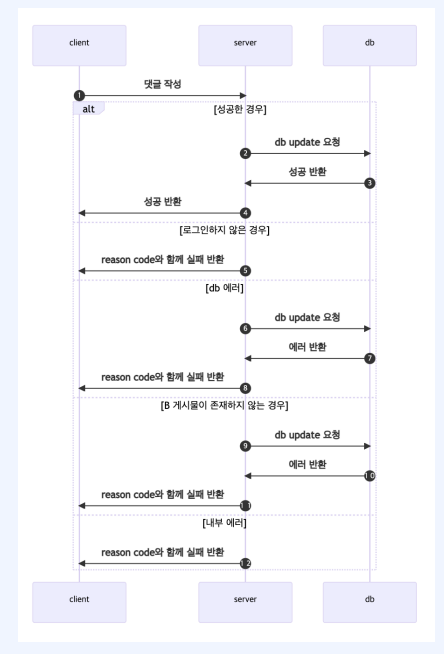 client server db
댓글 작성
1
alt [성공한 경우]
db update 요청
2
성공 반환
3
성공 반환
4
[로그인하지 않은 경우]
reason code와 함께 실패 반환
5
[db 에러]
db update 요청
6
에러 반환
7
reason code와 함께 실패 반환
8
[B 게시물이 존재하지 않는 경우]
db update 요청
9
에러 반환
10
reason code와 함께 실패 반환
11
[내부 에러]
reason code와 함께 실패 반환
12
client server db